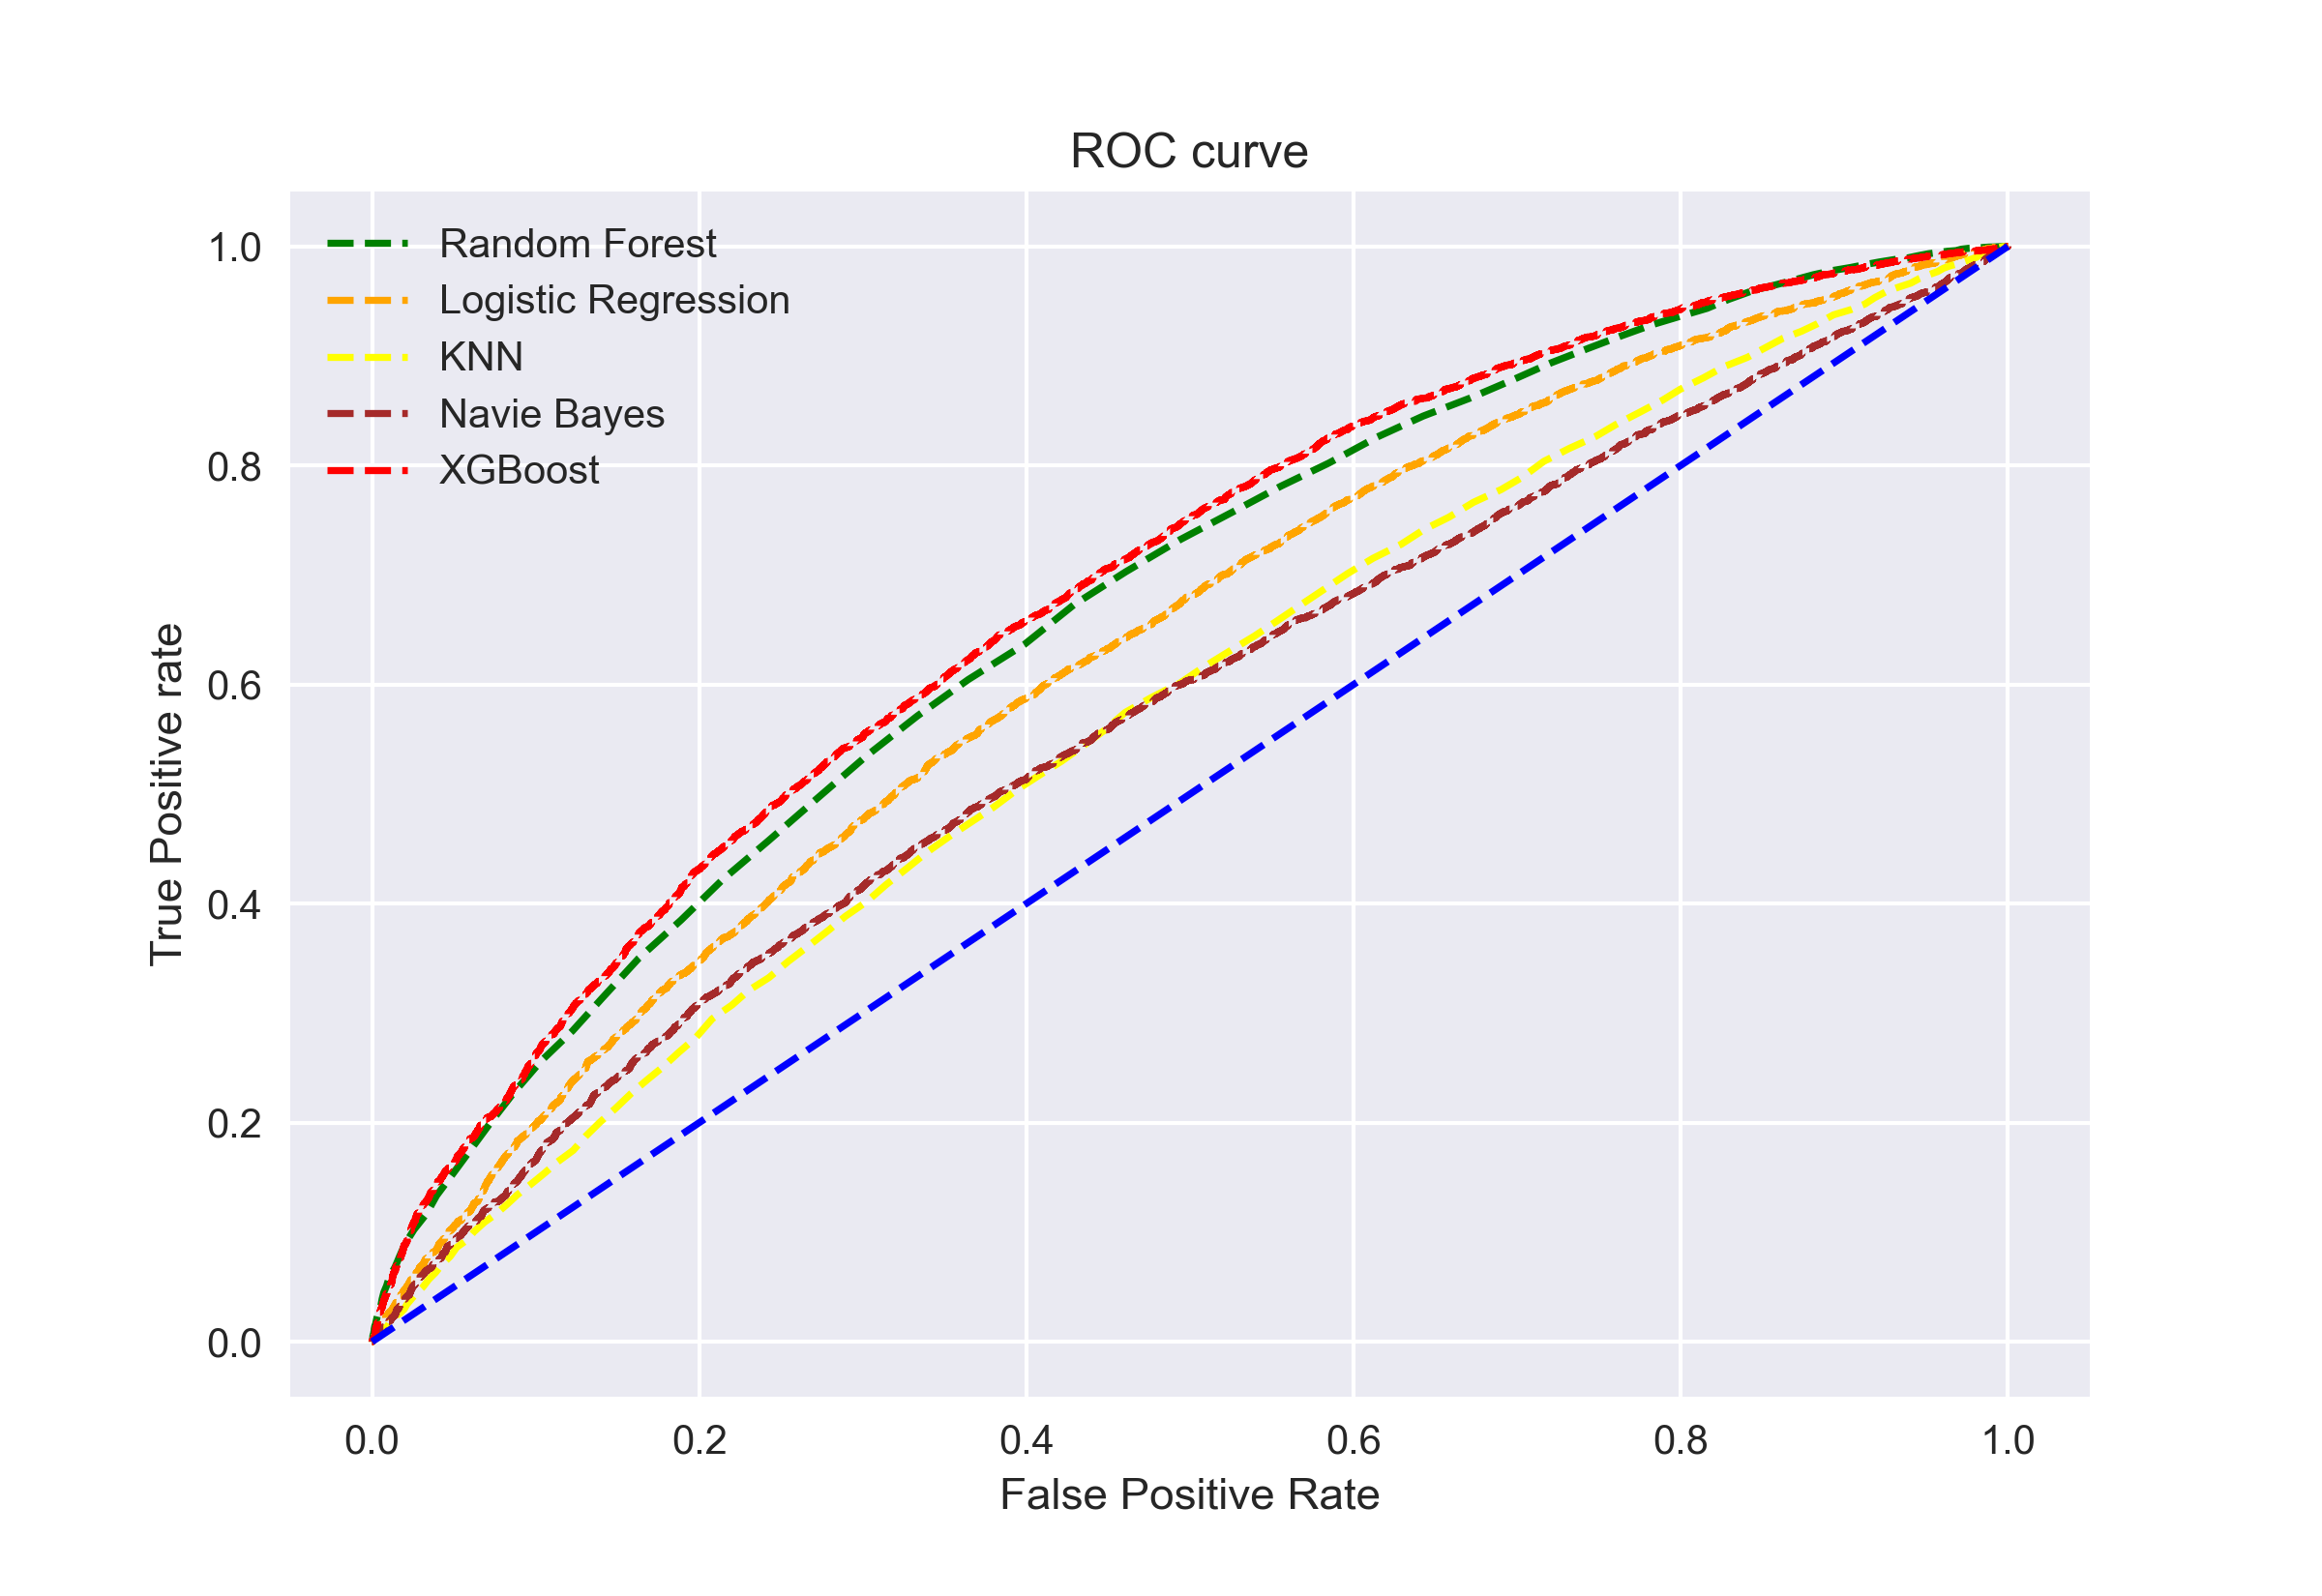 ROC curve
Random Forest
Logistic Regression
KNN
Navie Bayes
XGBoost
True Positive rate
1.0
0.8
0.6
0.4
0.2
0.0
0.0 0.2 0.4 0.6 0.8 1.0
False Positive Rate